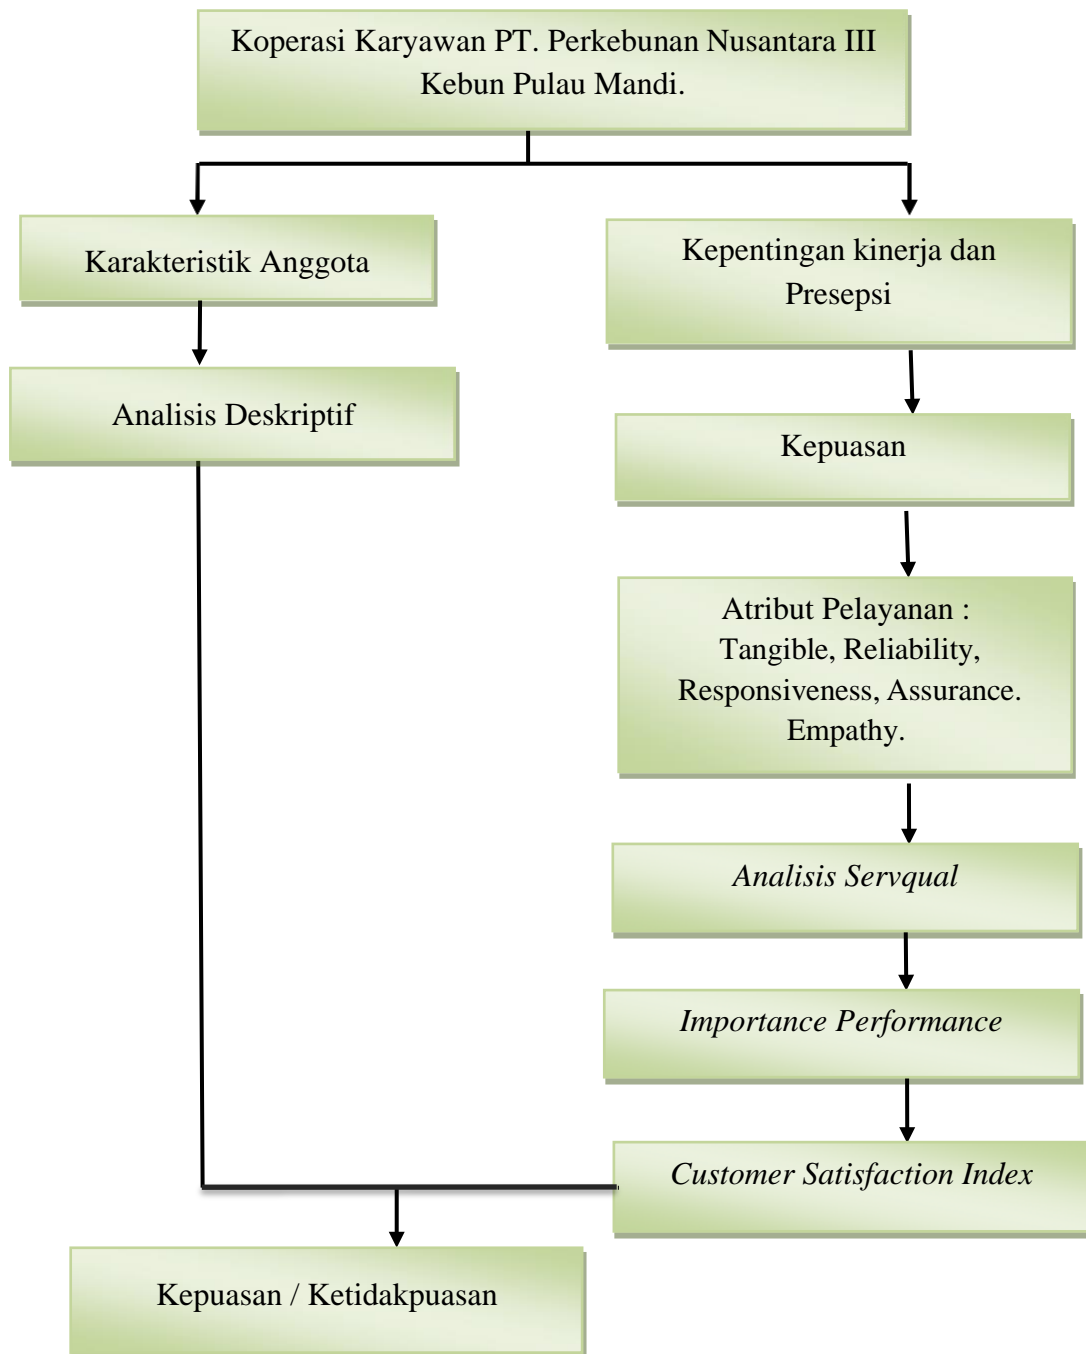 Koperasi Karyawan PT. Perkebunan Nusantara III
Kebun Pulau Mandi.
Karakteristik Anggota
Kepentingan kinerja dan
Presepsi
Analisis Deskriptif
Kepuasan
Atribut Pelayanan :
Tangible, Reliability,
Responsiveness, Assurance.
Empathy.
Analisis Servqual
Importance Performance
Customer Satisfaction Index
Kepuasan / Ketidakpuasan